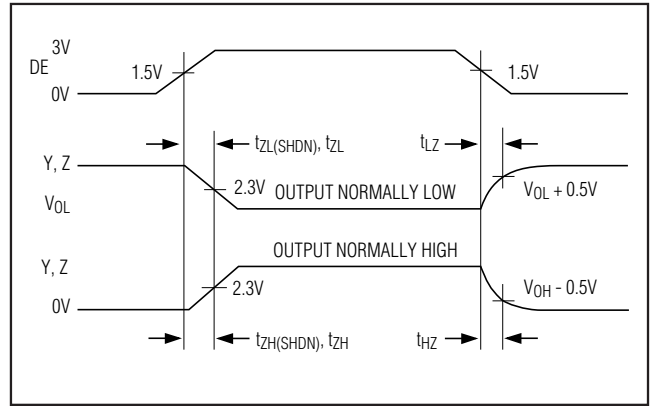 3V
DE
1.5V
1.5V
0V
tZL(SHDN), tZL
tLZ
Y, Z
2.3V
OUTPUT NORMALLY LOW
VOL + 0.5V
VOL
OUTPUT NORMALLY HIGH
Y, Z
2.3V
VOH - 0.5V
0V
tZH(SHDN), tZH
tHZ